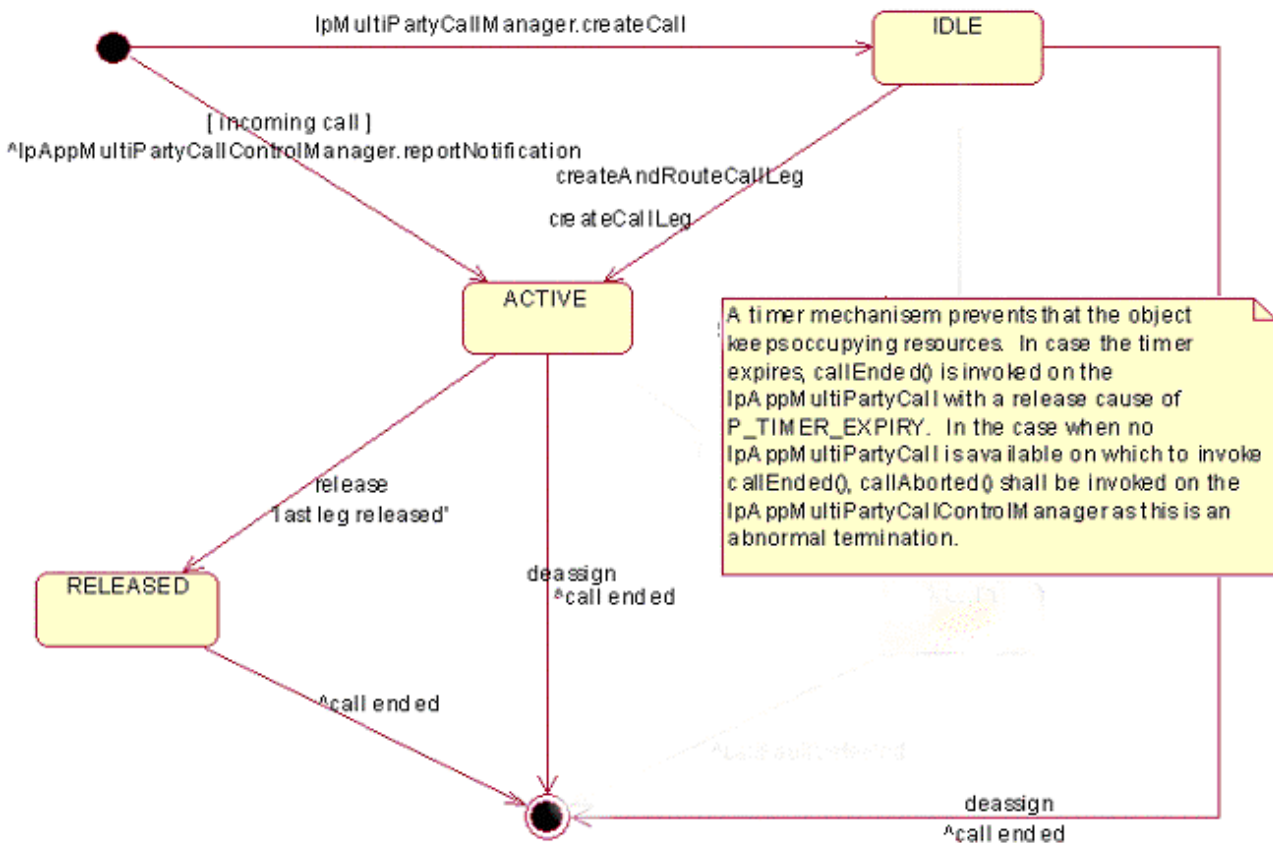 IpMultiPartyCallManager.createCall
IDLE
[ incoming call ]
^IpAppMultiPartyCallControlManager.reportNotification
createAndRouteCallLeg
createCallLeg
ACTIVE
A timer mechanisem prevents that the object
keeps occupying resources. In case the timer
expires, callEnded() is invoked on the
IpAppMultiPartyCall with a release cause of
P_TIMER_EXPIRY. In the case when no
IpAppMultiPartyCall is available on which to invoke
callEnded(), callAborted() shall be invoked on the
IpAppMultiPartyCallControlManager as this is an
abnormal termination.
release
'last leg released'
deassign
^call ended
RELEASED
^call ended
deassign
^call ended